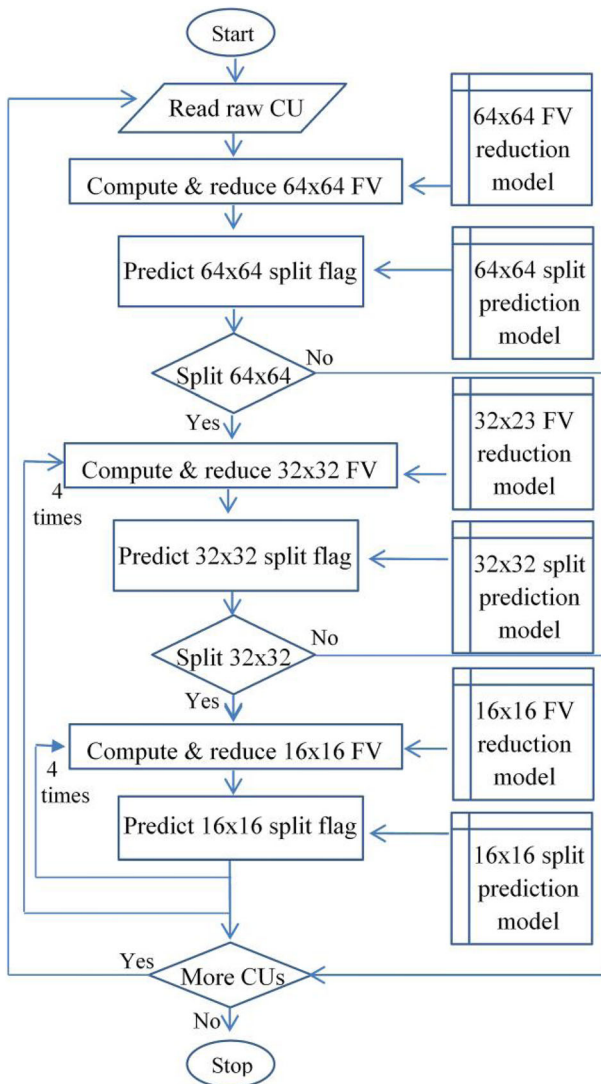 Start
Read raw CU
64x64 FV
reduction
model
Compute & reduce 64x64 FV
Predict 64x64 split flag
64x64 split
prediction
model
Split 64x64
No
Yes
32x23 FV
reduction
model
Compute & reduce 32x32 FV
4
times
Predict 32x32 split flag
32x32 split
prediction
model
Split 32x32
No
Yes
16x16 FV
reduction
model
Compute & reduce 16x16 FV
4
times
Predict 16x16 split flag
16x16 split
prediction
model
Yes
More CUs
No
Stop